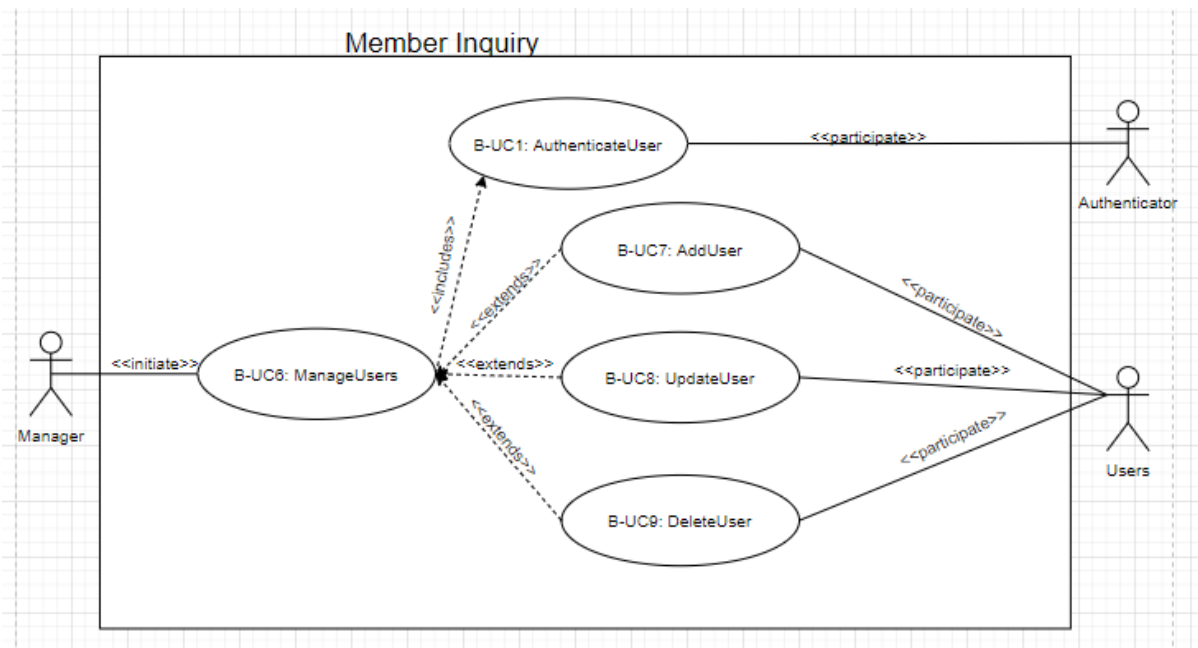 Member Inquiry
B-UC1: AuthenticateUser
<<participate>>
Authenticator
<<includes>>
B-UC7: AddUser
<<extends>>
<<participate>>
<<initiate>>
B-UC6: ManageUsers
<<extends>>
B-UC8: UpdateUser
<<participate>>
Manager
<<extends>>
<<participate>>
Users
B-UC9: DeleteUser